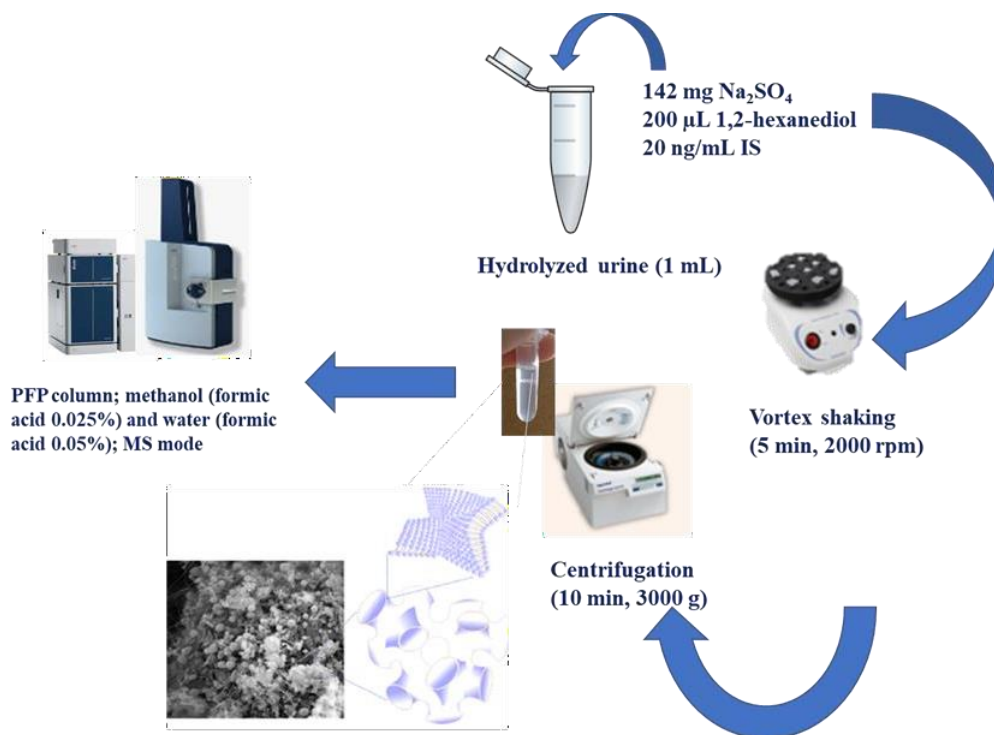 142 mg Na₂SO₄
200 µL 1,2-hexanediol
20 ng/mL IS
Hydrolyzed urine (1 mL)
Vortex shaking
(5 min, 2000 rpm)
Centrifugation
(10 min, 3000 g)
PFP column; methanol (formic
acid 0.025%) and water (formic
acid 0.05%); MS mode